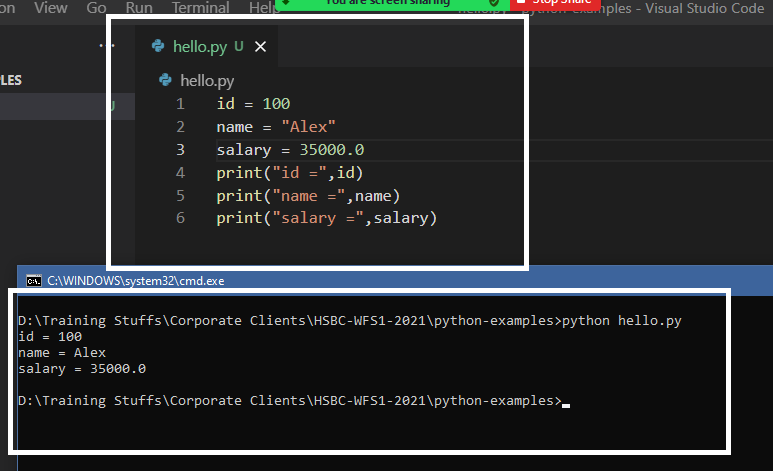 on View Go Run Terminal
You are screen sharing Stop Share
python-examples - Visual Studio Code
PLES
U
hello.py U
hello.py
1 id = 100
2 name = "Alex"
3 salary = 35000.0
4 print("id =",id)
5 print("name =",name)
6 print("salary =",salary)
C:\WINDOWS\system32\cmd.exe
D:\Training Stuffs\Corporate Clients\HSBC-WFS1-2021\python-examples>python hello.py
id = 100
name = Alex
salary = 35000.0
D:\Training Stuffs\Corporate Clients\HSBC-WFS1-2021\python-examples>